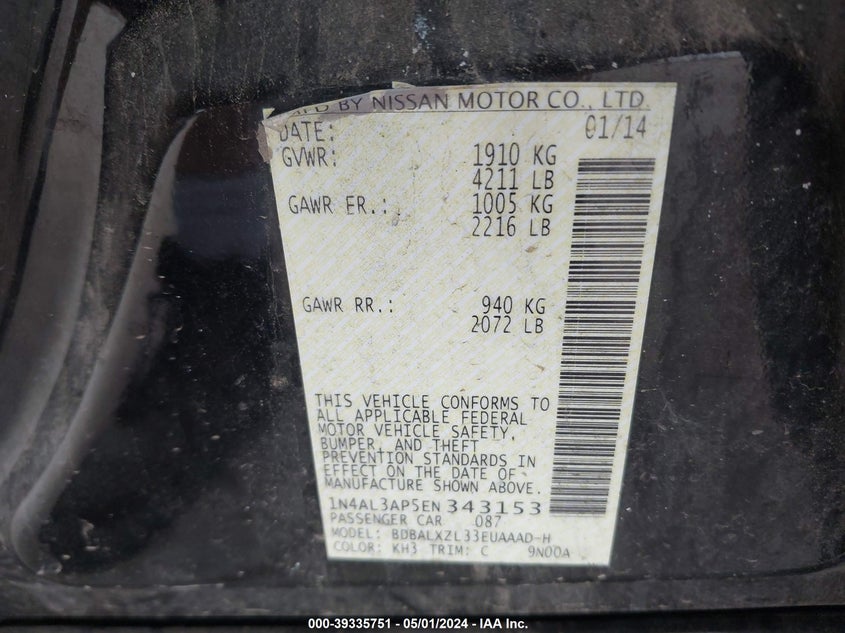 MFD BY NISSAN MOTOR CO., LTD.
DATE: 01/14
GVWR: 1910 KG
4211 LB
GAWR FR.: 1005 KG
2216 LB
GAWR RR.: 940 KG
2072 LB
THIS VEHICLE CONFORMS TO
ALL APPLICABLE FEDERAL
MOTOR VEHICLE SAFETY,
BUMPER, AND THEFT
PREVENTION STANDARDS IN
EFFECT ON THE DATE OF
MANUFACTURE SHOWN ABOVE.
1N4AL3AP5EN 343153
PASSENGER CAR 087
MODEL: BDBALXZL33EUAAAD-H
COLOR: KH3 TRIM: C 9N00A
000-39335751 — 05/01/2024 — IAA Inc.